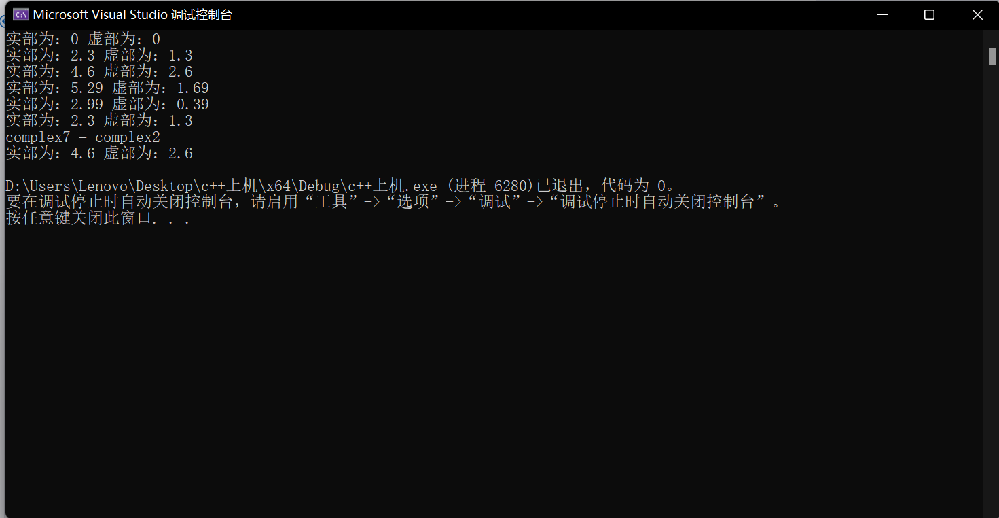 Microsoft Visual Studio 调试控制台
实部为：0 虚部为：0
实部为：2.3 虚部为：1.3
实部为：4.6 虚部为：2.6
实部为：5.29 虚部为：1.69
实部为：2.99 虚部为：0.39
实部为：2.3 虚部为：1.3
complex7 = complex2
实部为：4.6 虚部为：2.6
D:\Users\Lenovo\Desktop\c++上机\x64\Debug\c++上机.exe (进程 6280)已退出，代码为 0。
要在调试停止时自动关闭控制台，请启用“工具”->“选项”->“调试”->“调试停止时自动关闭控制台”。
按任意键关闭此窗口. . .